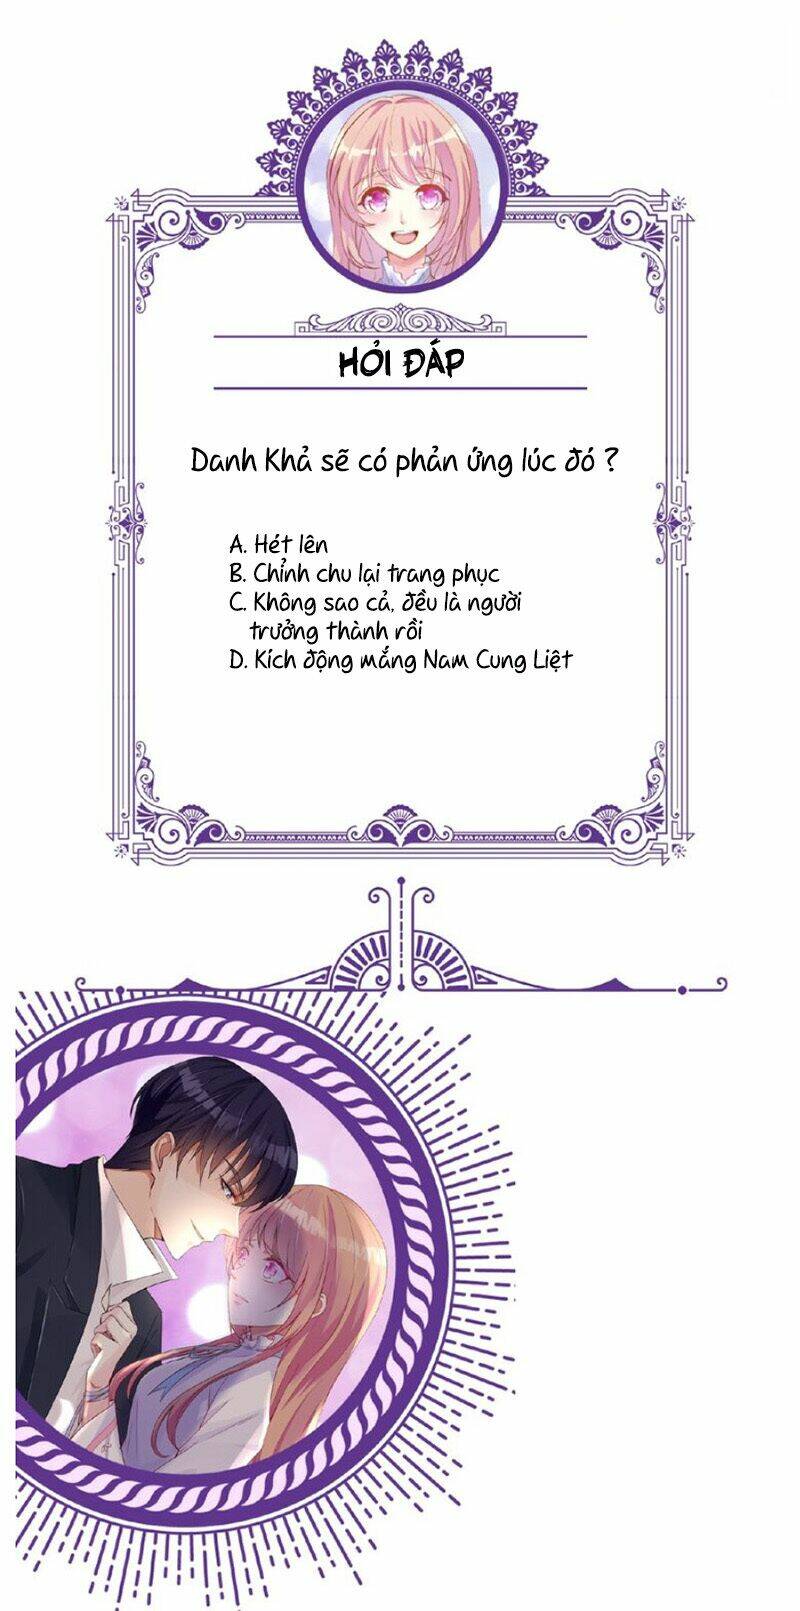 HỎI ĐÁP
Danh Khả sẽ có phản ứng lúc đó ?
A. Hét lên
B. Chỉnh chu lại trang phục
C. Không sao cả, đều là người
trưởng thành rồi
D. Kích động mắng Nam Cung Liệt